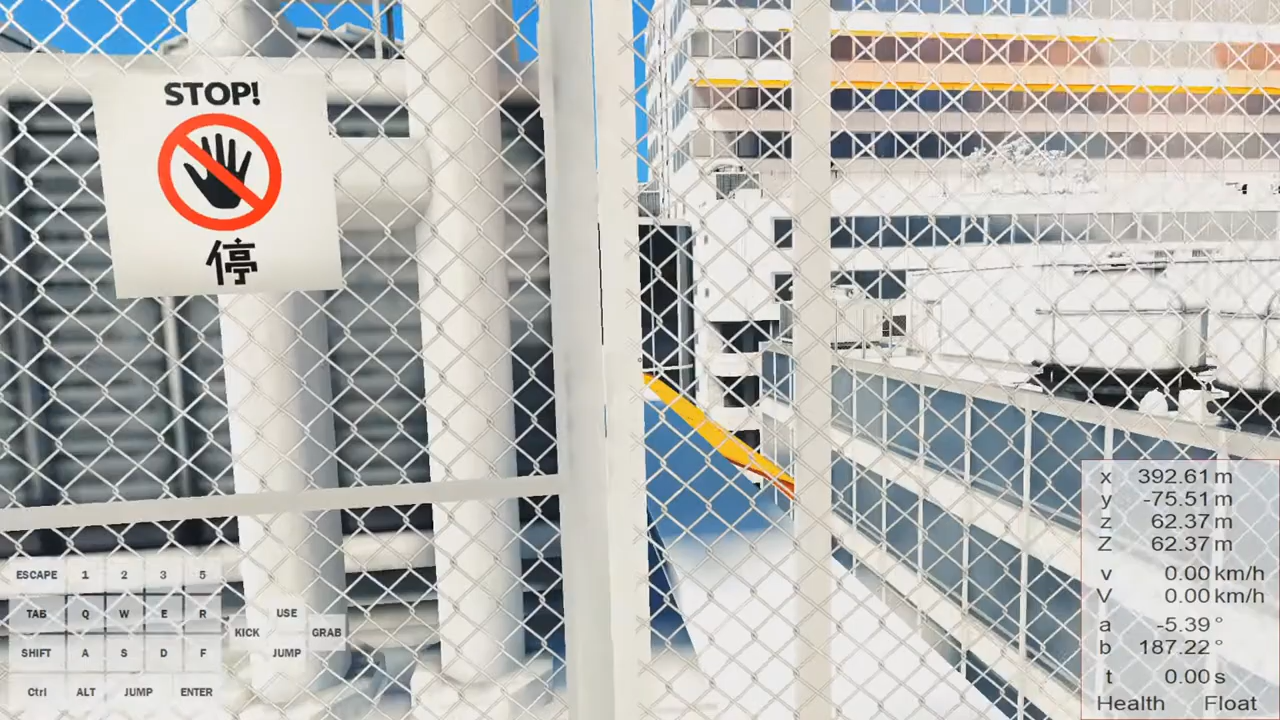 STOP!
停
x 392.61 m
y -75.51 m
z 62.37 m
Z 62.37 m
v 0.00 km/h
V 0.00 km/h
a -5.39 °
b 187.22 °
t 0.00 s
Health Float
ESCAPE 1 2 3 5
TAB Q W E R
USE
KICK GRAB
SHIFT A S D F
JUMP
Ctrl ALT JUMP ENTER